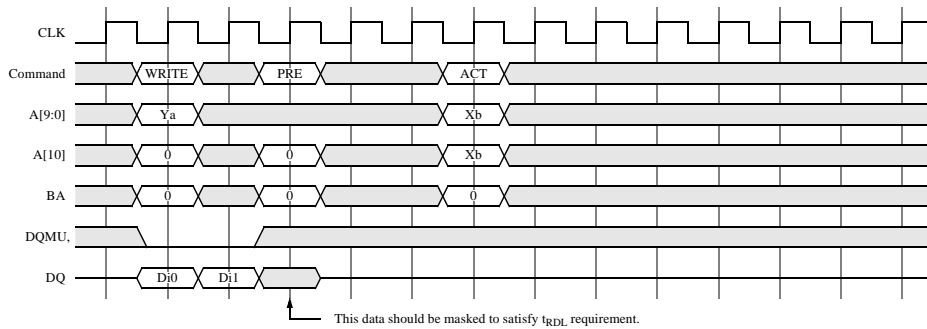 CLK
Command WRITE PRE ACT
A[9:0] Ya Xb
A[10] 0 0 Xb
BA 0 0 0
DQMU,
DQ Di0 Di1
This data should be masked to satisfy tRDL requirement.